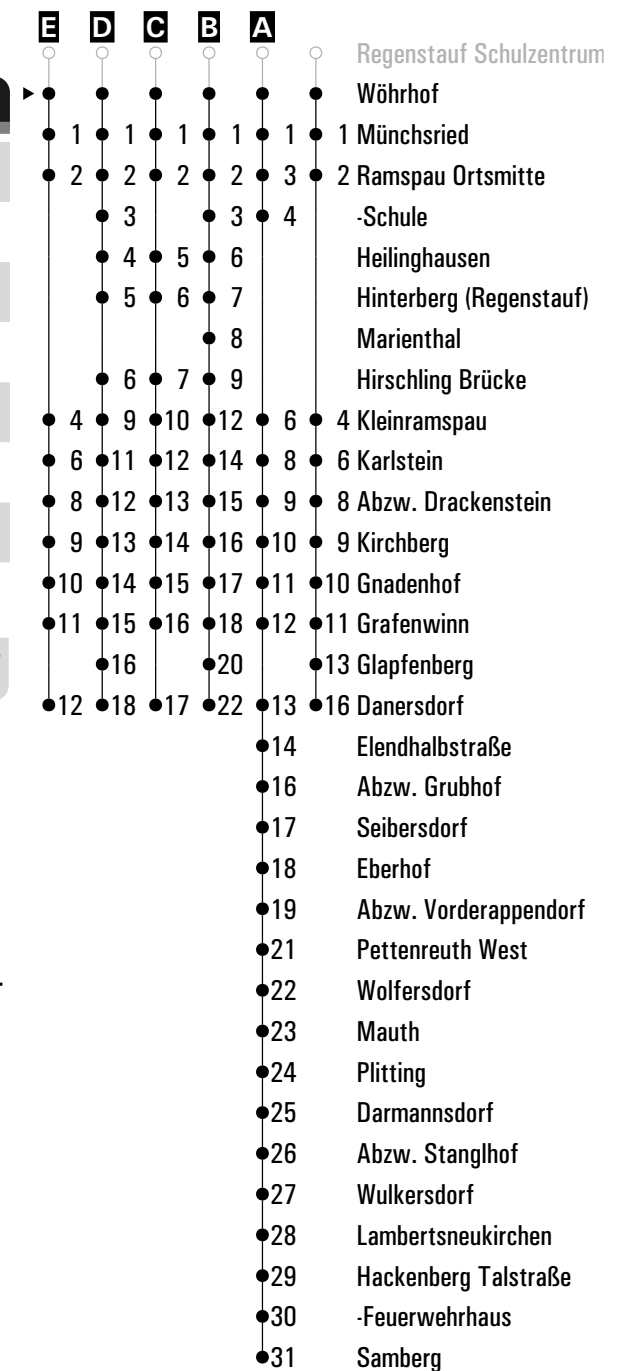 E D C B A
Regenstauf Schulzentrum
Wöhrhof
1 1 1 1 1 1 Münchsried
2 2 2 2 3 2 Ramspau Ortsmitte
3 3 4 -Schule
4 5 6 Heilinghausen
5 6 7 Hinterberg (Regenstauf)
8 Marienthal
6 7 9 Hirschling Brücke
4 9 10 12 6 4 Kleinramspau
6 11 12 14 8 6 Karlstein
8 12 13 15 9 8 Abzw. Drackenstein
9 13 14 16 10 9 Kirchberg
10 14 15 17 11 10 Gnadenhof
11 15 16 18 12 11 Grafenwinn
16 20 13 Glapfenberg
12 18 17 22 13 16 Danersdorf
14 Elendhalbstraße
16 Abzw. Grubhof
17 Seibersdorf
18 Eberhof
19 Abzw. Vorderappendorf
21 Pettenreuth West
22 Wolfersdorf
23 Mauth
24 Plitting
25 Darmannsdorf
26 Abzw. Stanglhof
27 Wulkersdorf
28 Lambertsneukirchen
29 Hackenberg Talstraße
30 -Feuerwehrhaus
31 Samberg